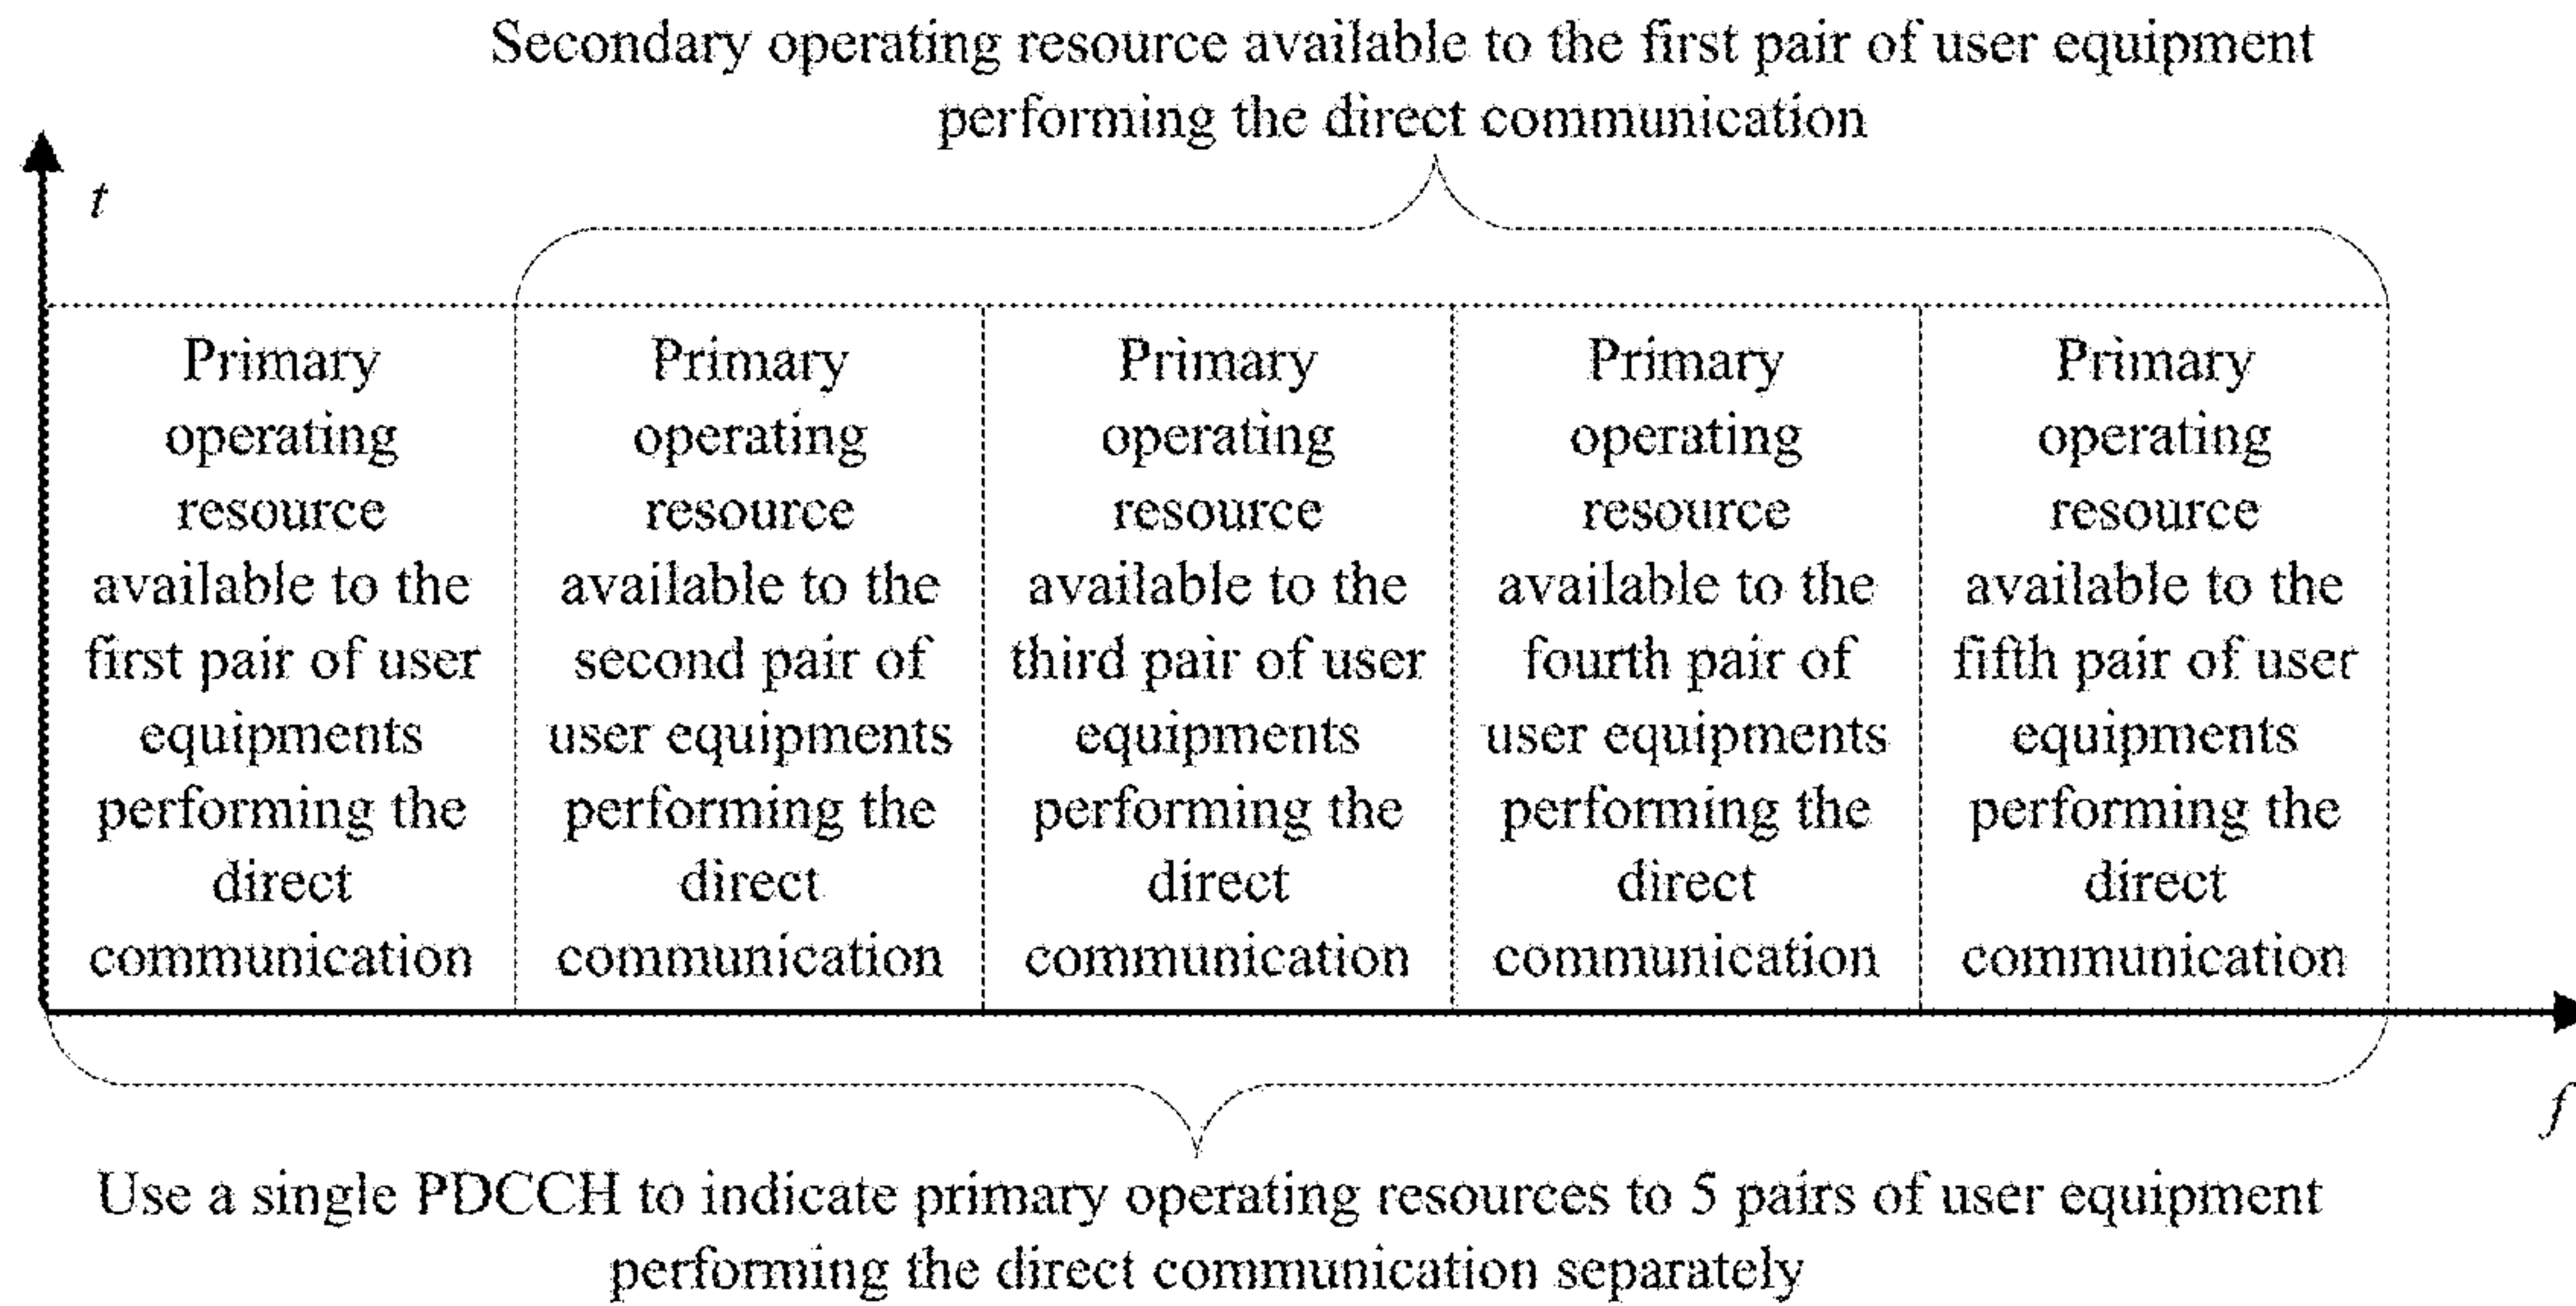 Secondary operating resource available to the first pair of user equipment
performing the direct communication
t
Primary
operating
resource
available to the
first pair of user
equipments
performing the
direct
communication
Primary
operating
resource
available to the
second pair of
user equipments
performing the
direct
communication
Primary
operating
resource
available to the
third pair of user
equipments
performing the
direct
communication
Primary
operating
resource
available to the
fourth pair of
user equipments
performing the
direct
communication
Primary
operating
resource
available to the
fifth pair of user
equipments
performing the
direct
communication
f
Use a single PDCCH to indicate primary operating resources to 5 pairs of user equipment
performing the direct communication separately